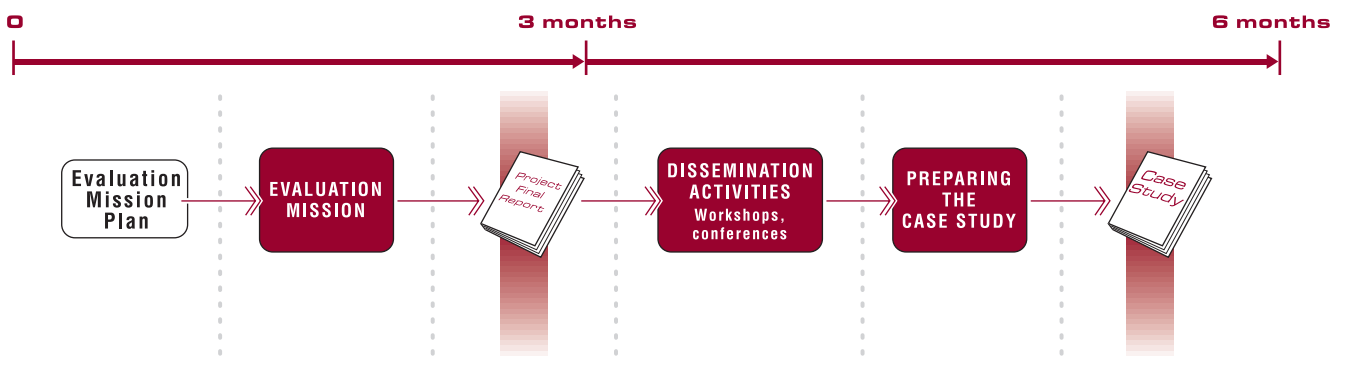 0
3 months
6 months
Evaluation
Mission
Plan
EVALUATION
MISSION
Project
Final
Report
DISSEMINATION
ACTIVITIES
Workshops,
conferences
PREPARING
THE
CASE STUDY
Case
Study